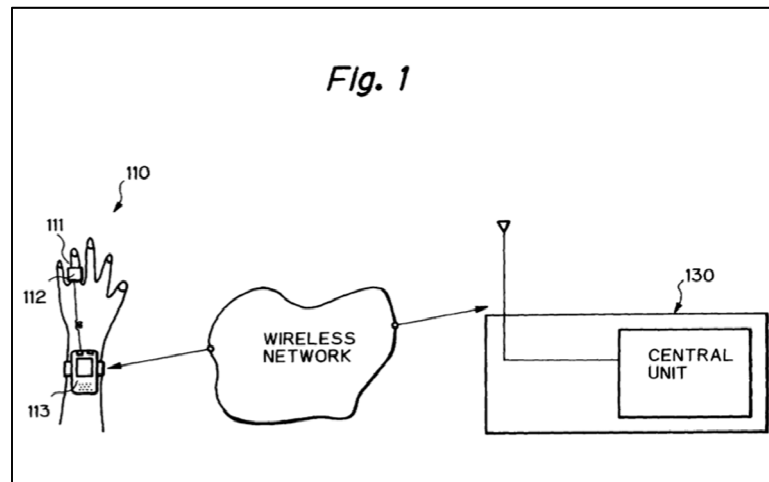 Fig. 1
110
111
112
113
WIRELESS
NETWORK
130
CENTRAL
UNIT